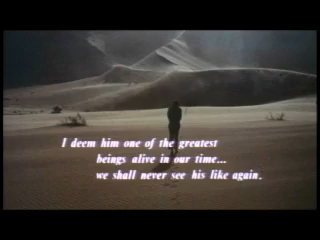 I deem him one of the greatest
beings alive in our time...
we shall never see his like again.